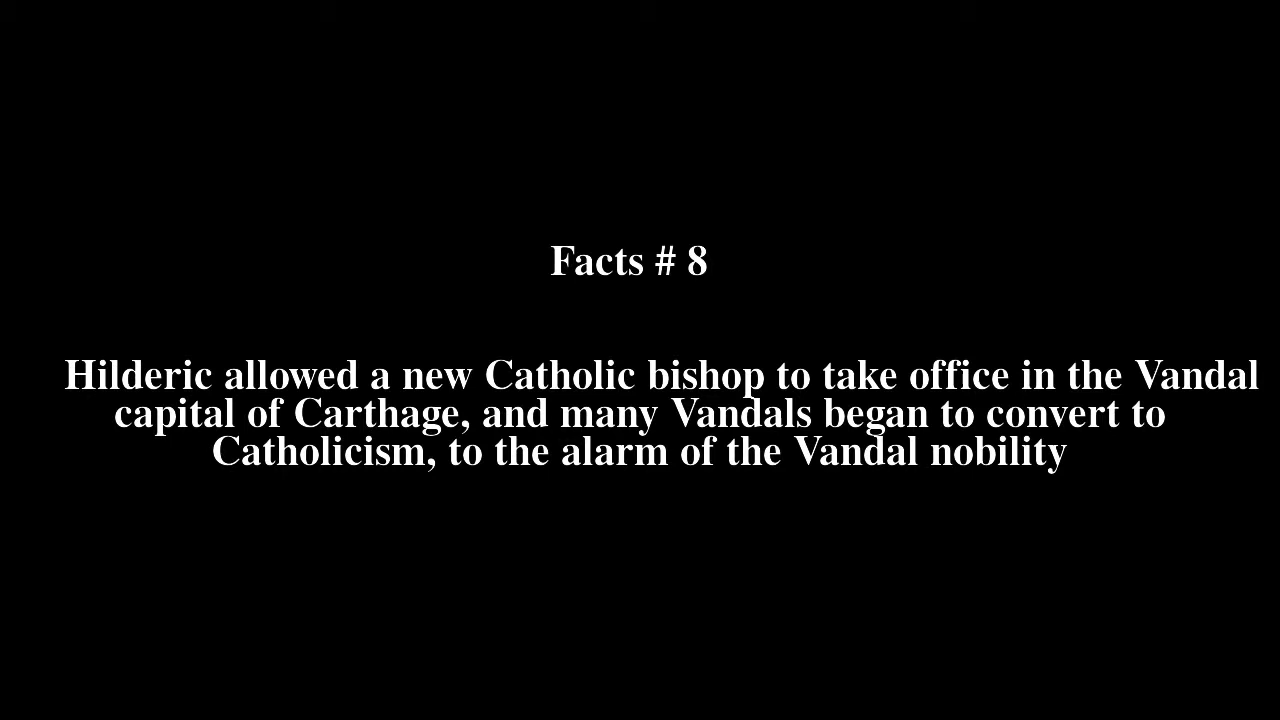 Facts # 8
Hilderic allowed a new Catholic bishop to take office in the Vandal
capital of Carthage, and many Vandals began to convert to
Catholicism, to the alarm of the Vandal nobility